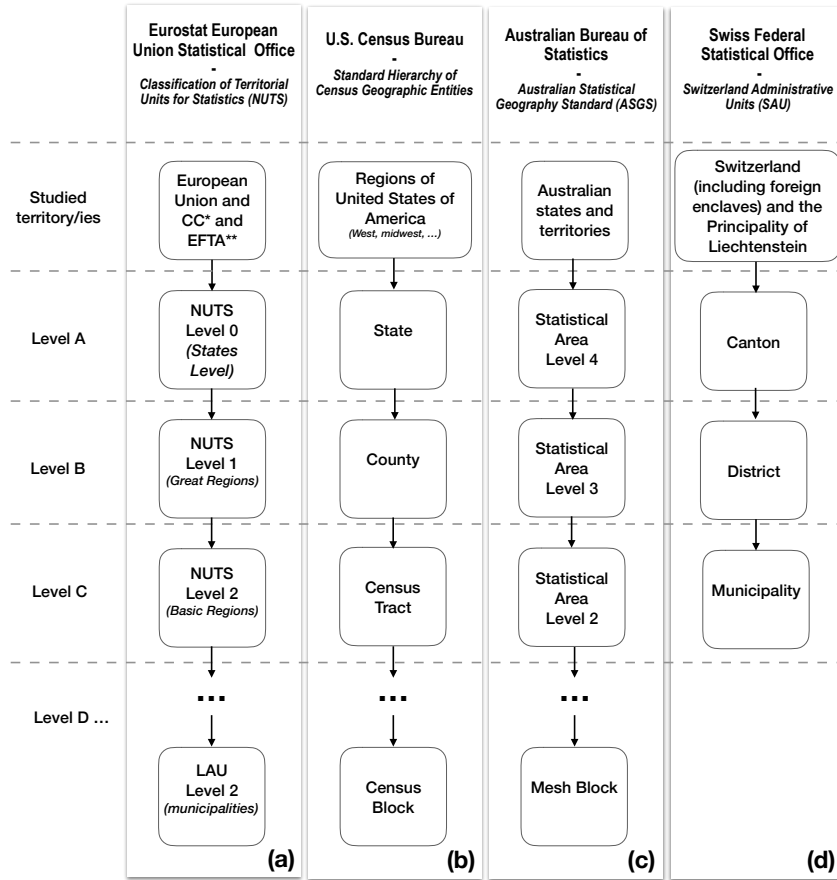 Eurostat European
Union Statistical Office
-
Classification of Territorial
Units for Statistics (NUTS)
U.S. Census Bureau
-
Standard Hierarchy of
Census Geographic Entities
Australian Bureau of
Statistics
-
Australian Statistical
Geography Standard (ASGS)
Swiss Federal
Statistical Office
-
Switzerland Administrative
Units (SAU)
Studied
territory/ies
European
Union and
CC* and
EFTA**
Regions of
United States of
America
(West, midwest, ...)
Australian
states and
territories
Switzerland
(including foreign
enclaves) and the
Principality of
Liechtenstein
Level A
NUTS
Level 0
(States
Level)
State
Statistical
Area
Level 4
Canton
Level B
NUTS
Level 1
(Great Regions)
County
Statistical
Area
Level 3
District
Level C
NUTS
Level 2
(Basic Regions)
Census
Tract
Statistical
Area
Level 2
Municipality
Level D ...
...
...
...
LAU
Level 2
(municipalities)
Census
Block
Mesh Block
(a)
(b)
(c)
(d)